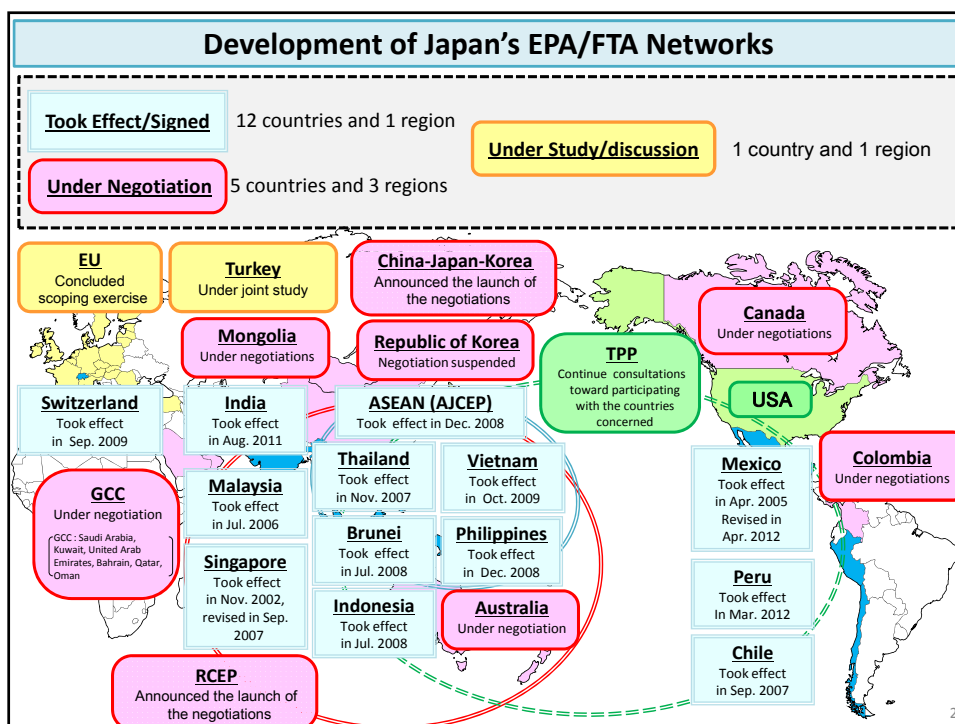 Development of Japan's EPA/FTA Networks
Took Effect/Signed
12 countries and 1 region
Under Study/discussion
1 country and 1 region
Under Negotiation
5 countries and 3 regions
EU
Concluded
scoping exercise
Turkey
Under joint study
China-Japan-Korea
Announced the launch of
the negotiations
Canada
Under negotiations
Mongolia
Under negotiations
Republic of Korea
Negotiation suspended
TPP
Continue consultations
toward participating
with the countries
concerned
USA
Switzerland
Took effect
in Sep. 2009
India
Took effect
in Aug. 2011
ASEAN (AJCEP)
Took effect in Dec. 2008
Thailand
Took effect
in Nov. 2007
Vietnam
Took effect
in Oct. 2009
Mexico
Took effect
in Apr. 2005
Revised in
Apr. 2012
Colombia
Under negotiations
GCC
Under negotiation
GCC : Saudi Arabia,
Kuwait, United Arab
Emirates, Bahrain, Qatar,
Oman
Malaysia
Took effect
in Jul. 2006
Brunei
Took effect
in Jul. 2008
Philippines
Took effect
in Dec. 2008
Singapore
Took effect
in Nov. 2002,
revised in Sep.
2007
Indonesia
Took effect
in Jul. 2008
Australia
Under negotiation
Peru
Took effect
In Mar. 2012
Chile
Took effect
in Sep. 2007
RCEP
Announced the launch of
the negotiations
2